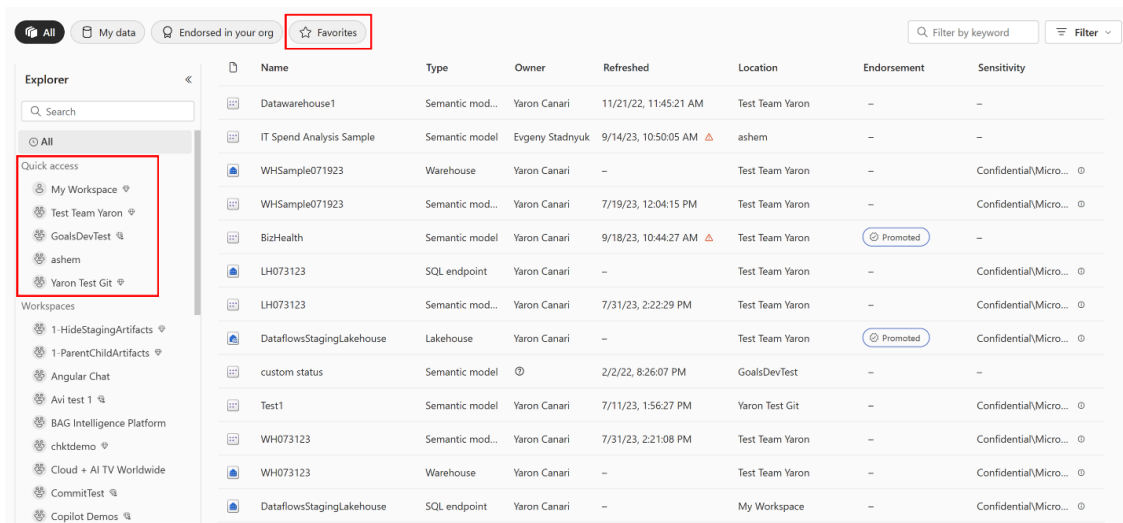 All My data Endorsed in your org Favorites Filter by keyword Filter
Explorer
Search
All
Quick access
My Workspace
Test Team Yaron
GoalsDevTest
ashem
Yaron Test Git
Workspaces
1-HideStagingArtifacts
1-ParentChildArtifacts
Angular Chat
Avi test 1
BAG Intelligence Platform
chktdemo
Cloud + AI TV Worldwide
CommitTest
Copilot Demos
Name Type Owner Refreshed Location Endorsement Sensitivity
Datawarehouse1 Semantic mod... Yaron Canari 11/21/22, 11:45:21 AM Test Team Yaron – –
IT Spend Analysis Sample Semantic model Evgeny Stadnyuk 9/14/23, 10:50:05 AM ashem – –
WHSample071923 Warehouse Yaron Canari – Test Team Yaron – Confidential\Micro...
WHSample071923 Semantic mod... Yaron Canari 7/19/23, 12:04:15 PM Test Team Yaron – Confidential\Micro...
BizHealth Semantic model Yaron Canari 9/18/23, 10:44:27 AM Test Team Yaron Promoted –
LH073123 SQL endpoint Yaron Canari – Test Team Yaron – Confidential\Micro...
LH073123 Semantic model Yaron Canari 7/31/23, 2:22:29 PM Test Team Yaron – Confidential\Micro...
DataflowsStagingLakehouse Lakehouse Yaron Canari – Test Team Yaron Promoted Confidential\Micro...
custom status Semantic model 2/2/22, 8:26:07 PM GoalsDevTest – –
Test1 Semantic model Yaron Canari 7/11/23, 1:56:27 PM Yaron Test Git – Confidential\Micro...
WH073123 Semantic mod... Yaron Canari 7/31/23, 2:21:08 PM Test Team Yaron – Confidential\Micro...
WH073123 Warehouse Yaron Canari – Test Team Yaron – Confidential\Micro...
DataflowsStagingLakehouse SQL endpoint Yaron Canari – My Workspace – Confidential\Micro...